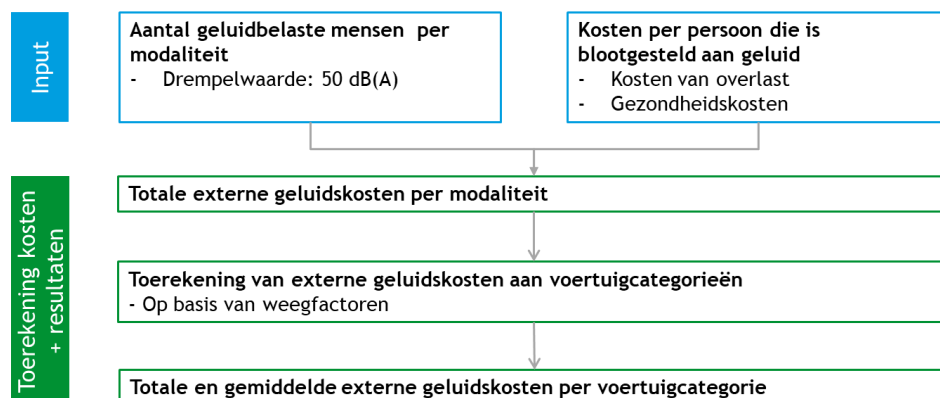 Input
Aantal geluidbelaste mensen per
modaliteit
- Drempelwaarde: 50 dB(A)
Kosten per persoon die is
blootgesteld aan geluid
- Kosten van overlast
- Gezondheidskosten
Toerekening kosten
+ resultaten
Totale externe geluidskosten per modaliteit
Toerekening van externe geluidskosten aan voertuigcategorieën
- Op basis van weegfactoren
Totale en gemiddelde externe geluidskosten per voertuigcategorie